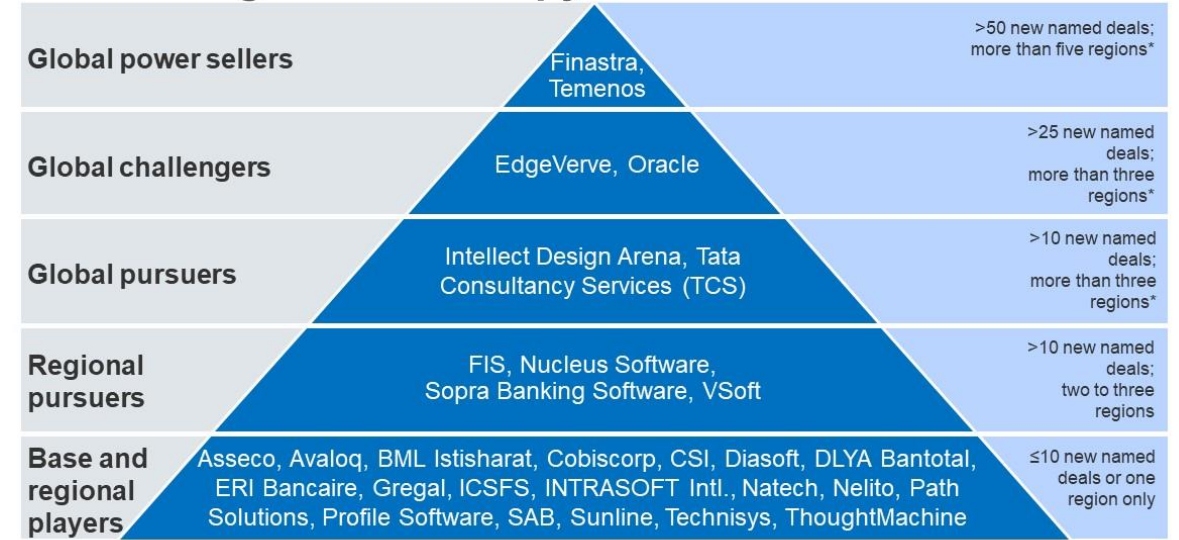 Global power sellers
Finastra,
Temenos
>50 new named deals;
more than five regions*
Global challengers
EdgeVerve, Oracle
>25 new named
deals;
more than three
regions*
Global pursuers
Intellect Design Arena, Tata
Consultancy Services (TCS)
>10 new named
deals;
more than three
regions*
Regional
pursuers
FIS, Nucleus Software,
Sopra Banking Software, VSoft
>10 new named
deals;
two to three
regions
Base and
regional
players
Asseco, Avaloq, BML Istisharat, Cobiscorp, CSI, Diasoft, DLYA Bantotal,
ERI Bancaire, Gregal, ICSFS, INTRASOFT Intl., Natech, Nelito, Path
Solutions, Profile Software, SAB, Sunline, Technisys, ThoughtMachine
≤10 new named
deals or one
region only